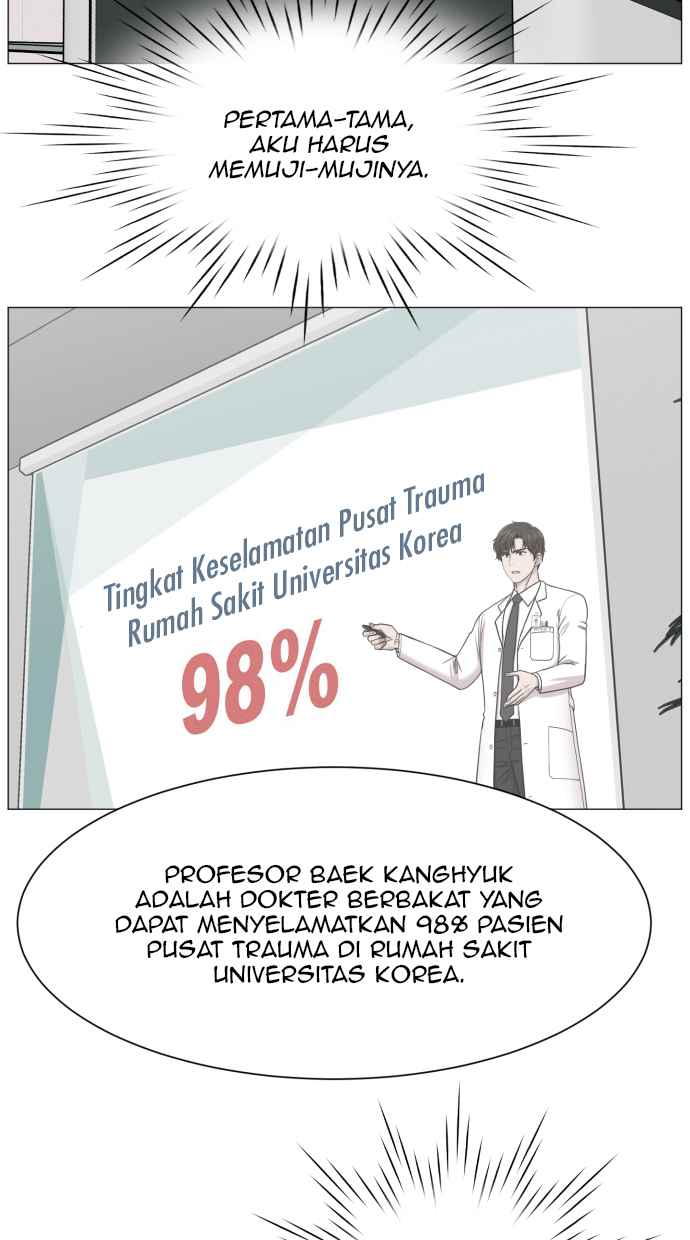 PERTAMA-TAMA,
AKU HARUS
MEMUJI-MUJINYA.
Tingkat Keselamatan Pusat Trauma
Rumah Sakit Universitas Korea
98%
PROFESOR BAEK KANGHYUK
ADALAH DOKTER BERBAKAT YANG
DAPAT MENYELAMATKAN 98% PASIEN
PUSAT TRAUMA DI RUMAH SAKIT
UNIVERSITAS KOREA.